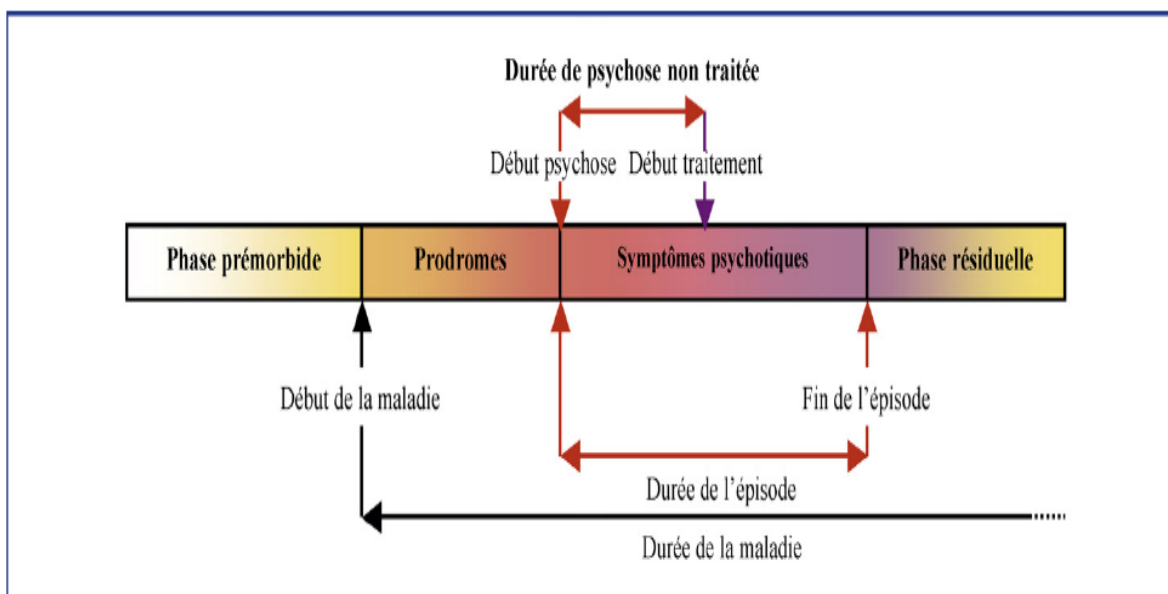 Durée de psychose non traitée
Début psychose Début traitement
Phase prémorbide Prodromes Symptômes psychotiques Phase résiduelle
Début de la maladie Fin de l'épisode
Durée de l'épisode
Durée de la maladie